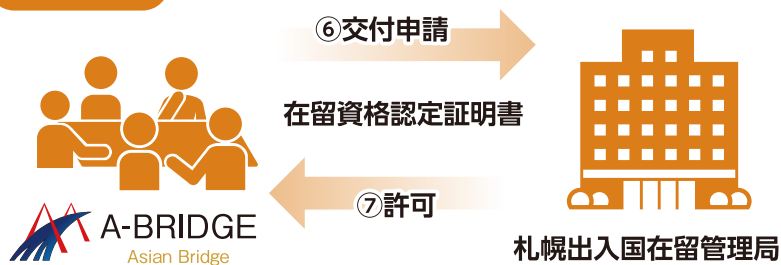 ⑥交付申請
在留資格認定証明書
⑦許可
A-BRIDGE
Asian Bridge
札幌出入国在留管理局